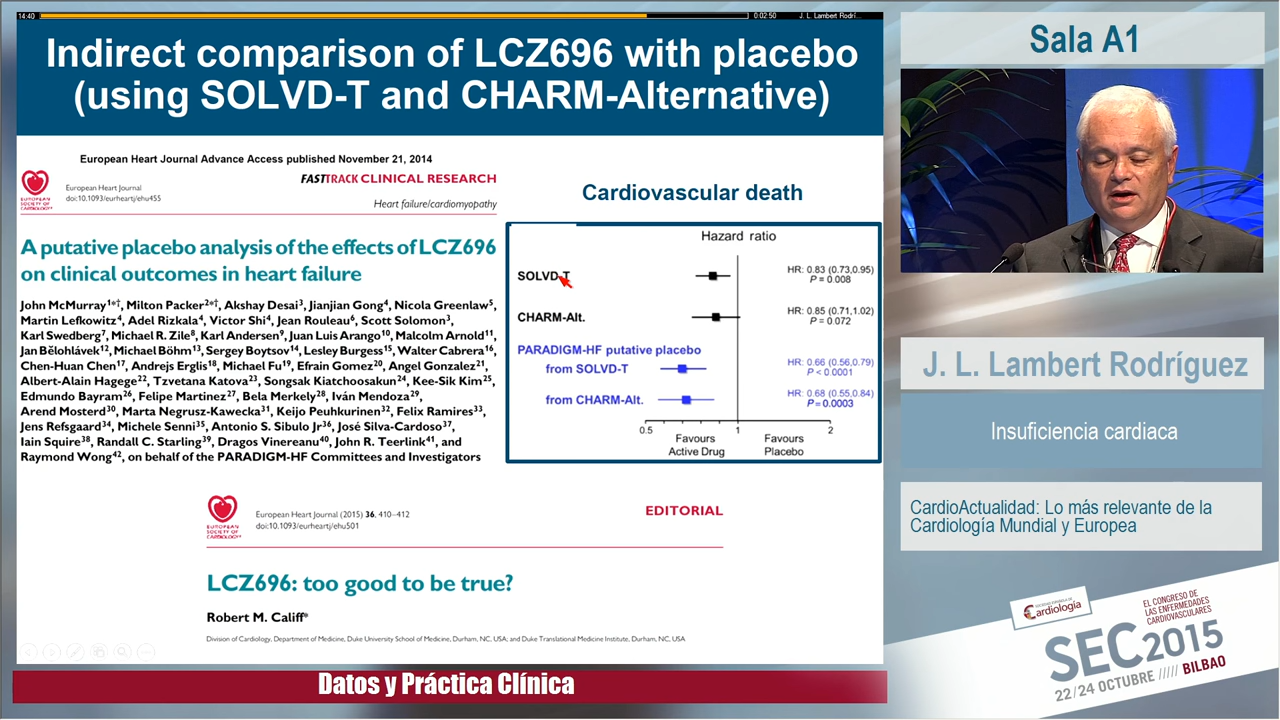 14:40
0:02:50
J. L. Lambert Rodrí...
Indirect comparison of LCZ696 with placebo
(using SOLVD-T and CHARM-Alternative)
European Heart Journal Advance Access published November 21, 2014
EUROPEAN
SOCIETY OF
CARDIOLOGY
European Heart Journal
doi:10.1093/eurheartj/ehu455
FASTTRACK CLINICAL RESEARCH
Heart failure/cardiomyopathy
A putative placebo analysis of the effects of LCZ696
on clinical outcomes in heart failure
John McMurray1*†, Milton Packer2*†, Akshay Desai3, Jianjian Gong4, Nicola Greenlaw5,
Martin Lefkowitz4, Adel Rizkala4, Victor Shi4, Jean Rouleau6, Scott Solomon3,
Karl Swedberg7, Michael R. Zile8, Karl Andersen9, Juan Luis Arango10, Malcolm Arnold11,
Jan Bělohlávek12, Michael Böhm13, Sergey Boytsov14, Lesley Burgess15, Walter Cabrera16,
Chen-Huan Chen17, Andrejs Erglis18, Michael Fu19, Efrain Gomez20, Angel Gonzalez21,
Albert-Alain Hagege22, Tzvetana Katova23, Songsak Kiatchoosakun24, Kee-Sik Kim25,
Edmundo Bayram26, Felipe Martinez27, Bela Merkely28, Iván Mendoza29,
Arend Mosterd30, Marta Negrusz-Kawecka31, Keijo Peuhkurinen32, Felix Ramires33,
Jens Refsgaard34, Michele Senni35, Antonio S. Sibulo Jr36, José Silva-Cardoso37,
Iain Squire38, Randall C. Starling39, Dragos Vinereanu40, John R. Teerlink41, and
Raymond Wong42, on behalf of the PARADIGM-HF Committees and Investigators
Cardiovascular death
Hazard ratio
SOLVD-T
HR: 0.83 (0.73,0.95)
P = 0.008
CHARM-Alt.
HR: 0.85 (0.71,1.02)
P = 0.072
PARADIGM-HF putative placebo
from SOLVD-T
HR: 0.66 (0.56,0.79)
P < 0.0001
from CHARM-Alt.
HR: 0.68 (0.55,0.84)
P = 0.0003
0.5 1 2
Favours
Active Drug
Favours
Placebo
EUROPEAN
SOCIETY OF
CARDIOLOGY
European Heart Journal (2015) 36, 410–412
doi:10.1093/eurheartj/ehu501
EDITORIAL
LCZ696: too good to be true?
Robert M. Califf*
Division of Cardiology, Department of Medicine, Duke University School of Medicine, Durham, NC, USA; and Duke Translational Medicine Institute, Durham, NC, USA
Datos y Práctica Clínica
Sala A1
J. L. Lambert Rodríguez
Insuficiencia cardiaca
CardioActualidad: Lo más relevante de la
Cardiología Mundial y Europea
SOCIEDAD ESPAÑOLA DE
Cardiología
EL CONGRESO DE
LAS ENFERMEDADES
CARDIOVASCULARES
SEC2015
22/24 OCTUBRE ///// BILBAO